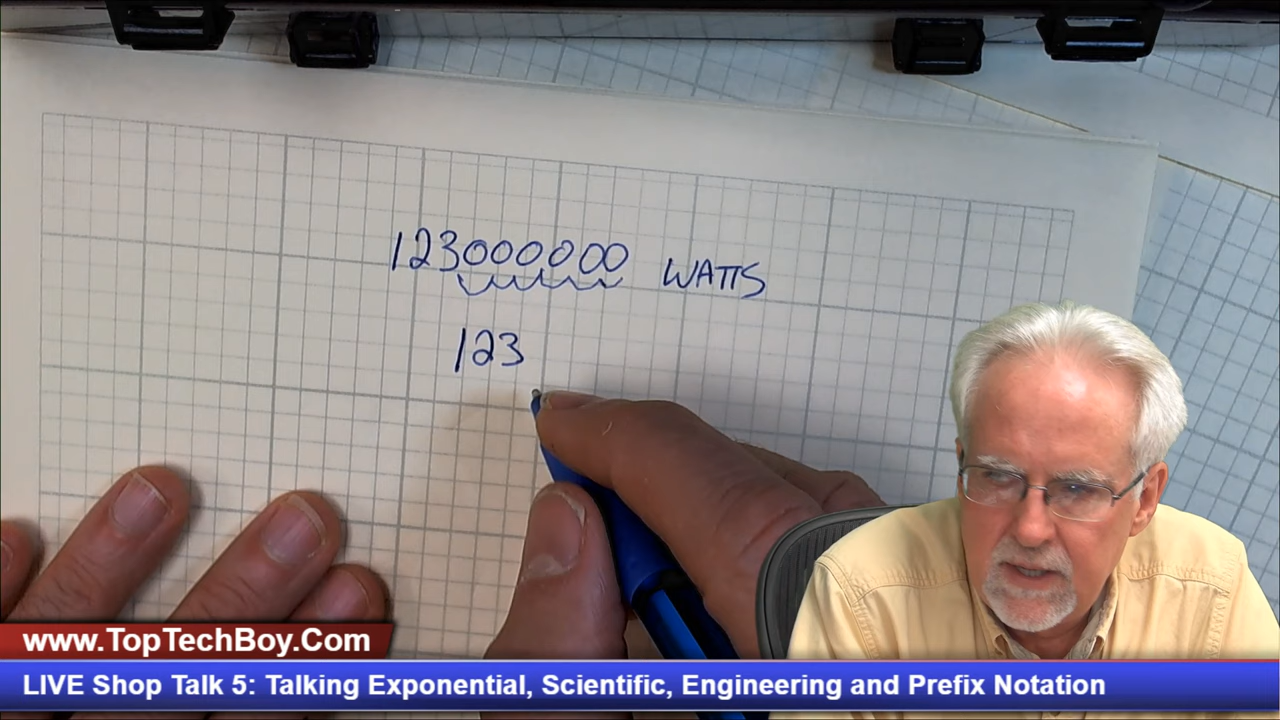 123000000 WATTS
123
www.TopTechBoy.Com
LIVE Shop Talk 5: Talking Exponential, Scientific, Engineering and Prefix Notation